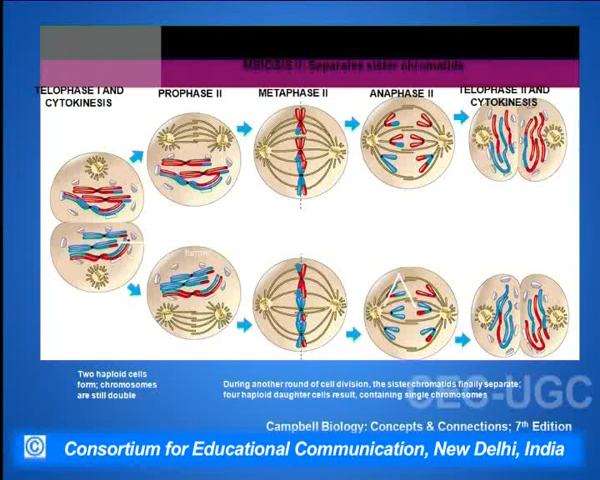 MEIOSIS II: Separates sister chromatids
TELOPHASE I AND
CYTOKINESIS
PROPHASE II
METAPHASE II
ANAPHASE II
TELOPHASE II AND
CYTOKINESIS
Two haploid cells
form; chromosomes
are still double
During another round of cell division, the sister chromatids finally separate;
four haploid daughter cells result, containing single chromosomes
CEC-UGC
Campbell Biology: Concepts & Connections; 7th Edition
© Consortium for Educational Communication, New Delhi, India